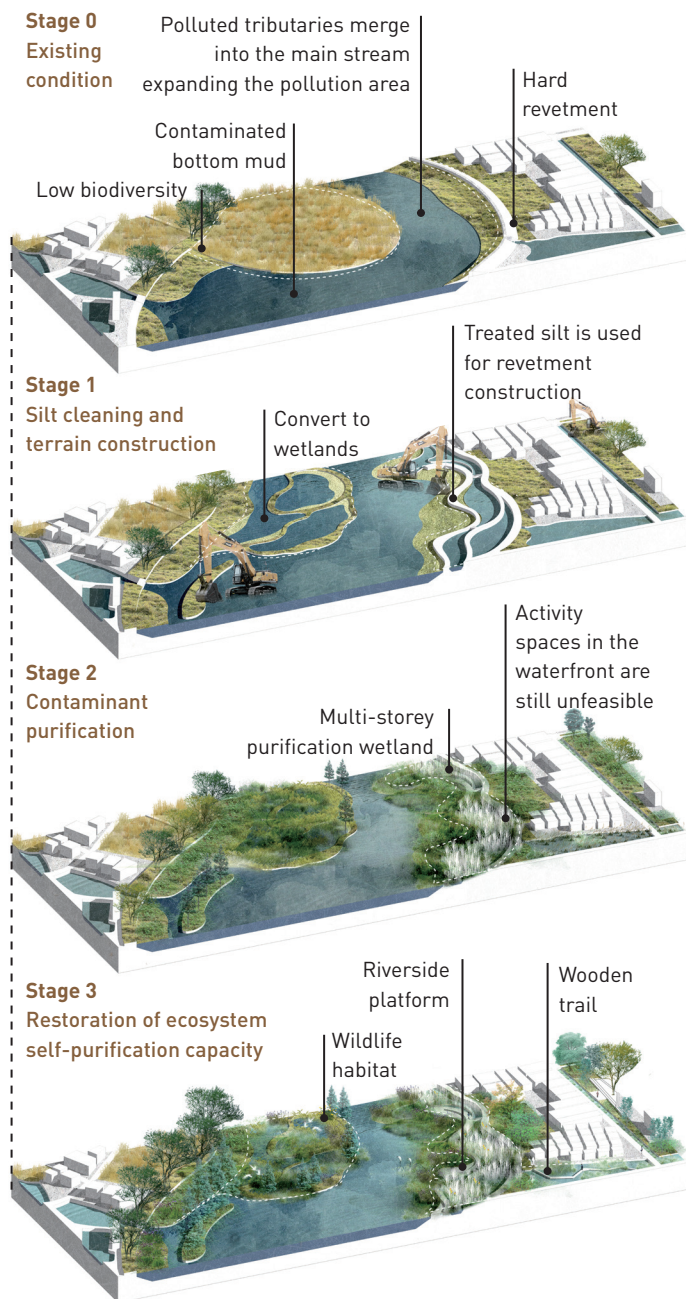 Stage 0
Existing
condition
Polluted tributaries merge
into the main stream
expanding the pollution area
Hard
revetment
Contaminated
bottom mud
Low biodiversity
Stage 1
Silt cleaning and
terrain construction
Convert to
wetlands
Treated silt is used
for revetment
construction
Stage 2
Contaminant
purification
Multi-storey
purification wetland
Activity
spaces in the
waterfront are
still unfeasible
Stage 3
Restoration of ecosystem
self-purification capacity
Wildlife
habitat
Riverside
platform
Wooden
trail